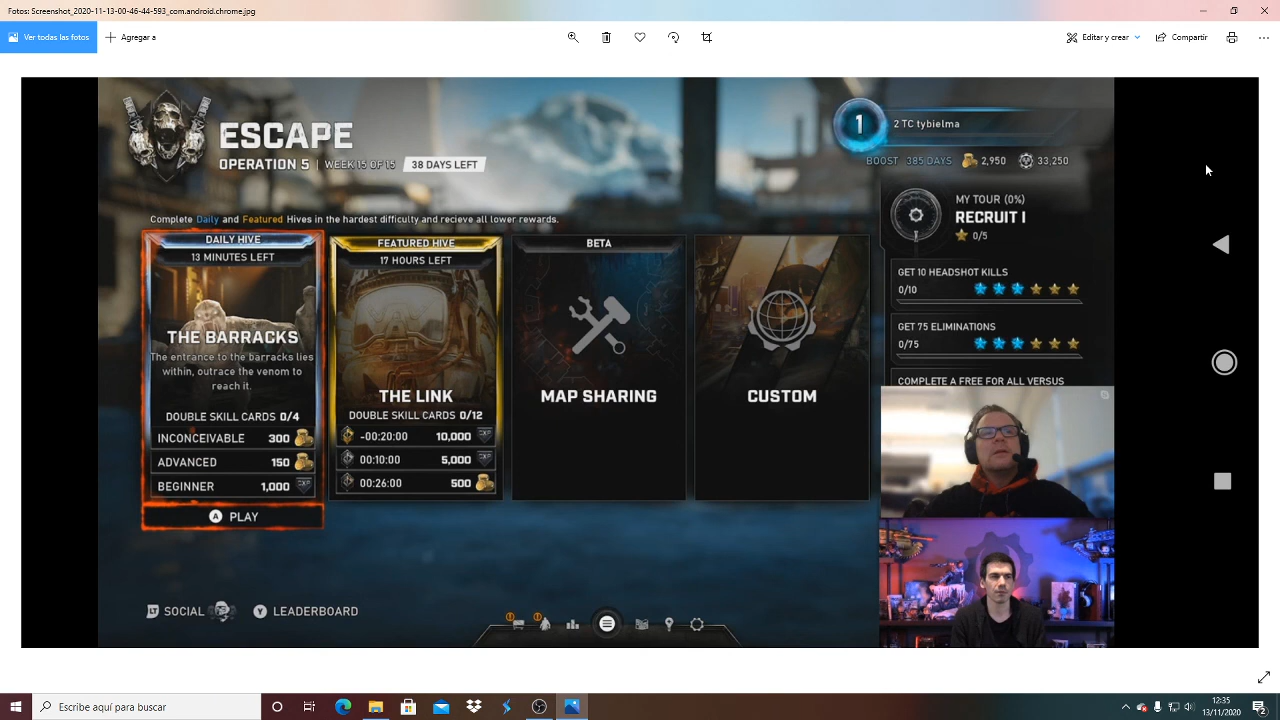 Fotos: Screenshot_2020-11-13-00-46-44-593_com.android.chrome.jpg
Ver todas las fotos
Agregar a
Editar y crear
Compartir
ESCAPE
OPERATION 5 | WEEK 15 OF 15
38 DAYS LEFT
1
2 TC tybielma
BOOST 385 DAYS
2,950
33,250
Complete Daily and Featured Hives in the hardest difficulty and recieve all lower rewards.
DAILY HIVE
13 MINUTES LEFT
THE BARRACKS
The entrance to the barracks lies
within, outrace the venom to
reach it.
DOUBLE SKILL CARDS 0/4
INCONCEIVABLE 300
ADVANCED 150
BEGINNER 1,000 CXP
A PLAY
FEATURED HIVE
17 HOURS LEFT
THE LINK
DOUBLE SKILL CARDS 0/12
-00:20:00 10,000 CXP
00:10:00 5,000 CXP
00:26:00 500
BETA
MAP SHARING
CUSTOM
MY TOUR (0%)
RECRUIT I
0/5
GET 10 HEADSHOT KILLS
0/10
GET 75 ELIMINATIONS
0/75
COMPLETE A FREE FOR ALL VERSUS
LT SOCIAL
Y LEADERBOARD
Escribe aquí para buscar
12:35
13/11/2020
2